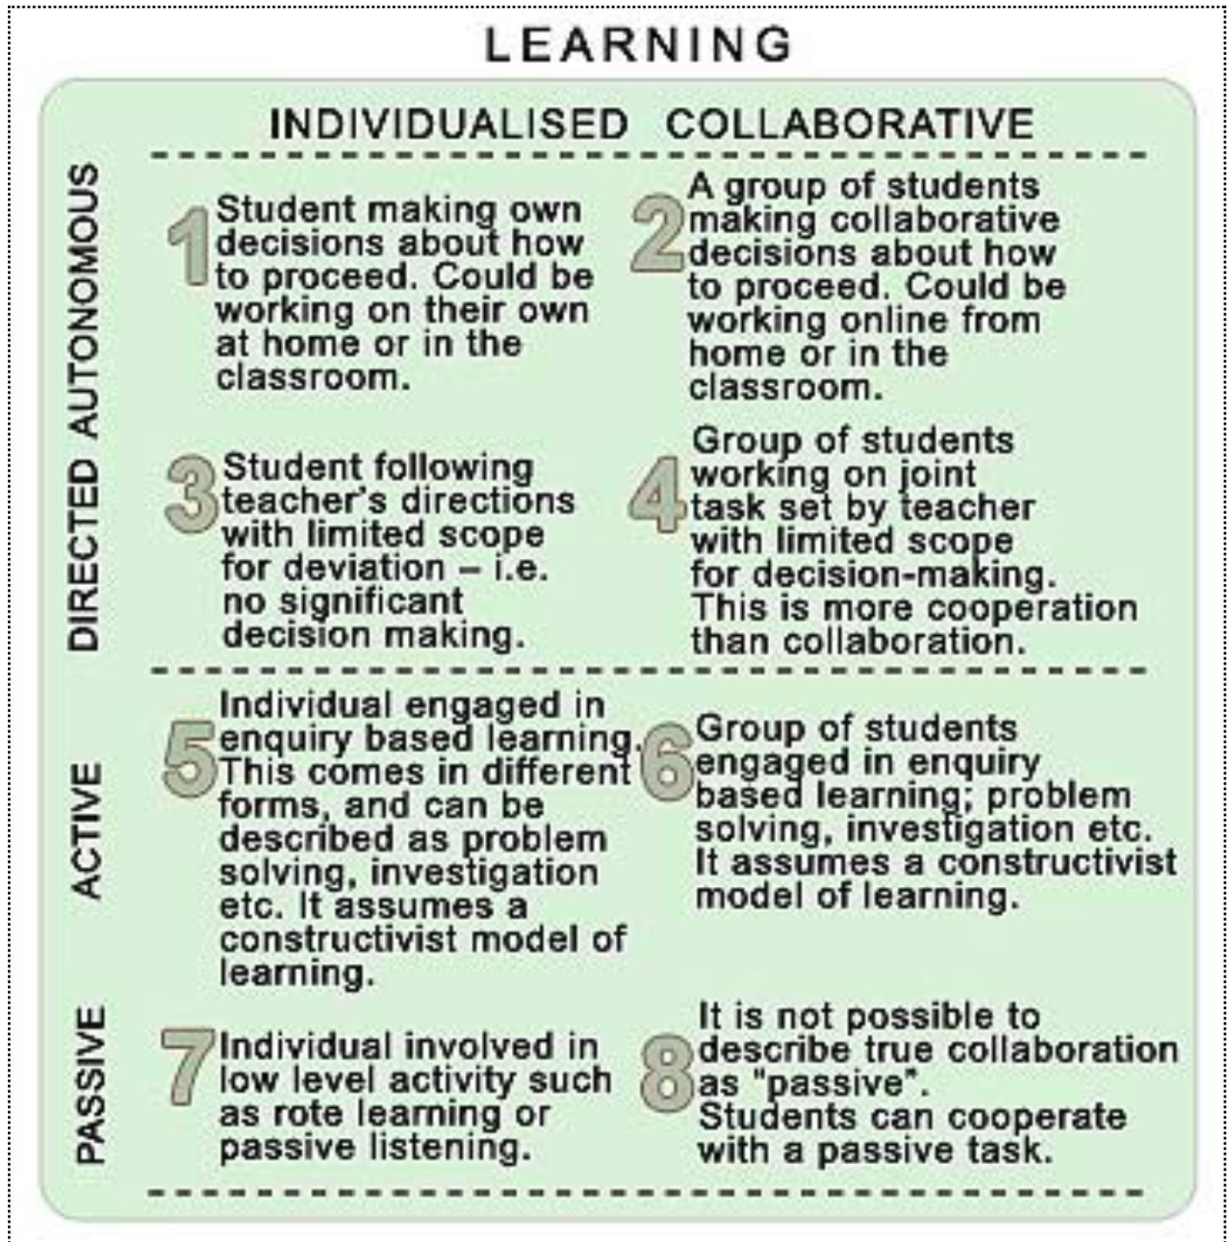 LEARNING
INDIVIDUALISED COLLABORATIVE
AUTONOMOUS
1 Student making own
decisions about how
to proceed. Could be
working on their own
at home or in the
classroom.
2 A group of students
making collaborative
decisions about how
to proceed. Could be
working online from
home or in the
classroom.
DIRECTED
3 Student following
teacher's directions
with limited scope
for deviation – i.e.
no significant
decision making.
4 Group of students
working on joint
task set by teacher
with limited scope
for decision-making.
This is more cooperation
than collaboration.
ACTIVE
5 Individual engaged in
enquiry based learning.
This comes in different
forms, and can be
described as problem
solving, investigation
etc. It assumes a
constructivist model of
learning.
6 Group of students
engaged in enquiry
based learning; problem
solving, investigation etc.
It assumes a constructivist
model of learning.
PASSIVE
7 Individual involved in
low level activity such
as rote learning or
passive listening.
8 It is not possible to
describe true collaboration
as "passive".
Students can cooperate
with a passive task.